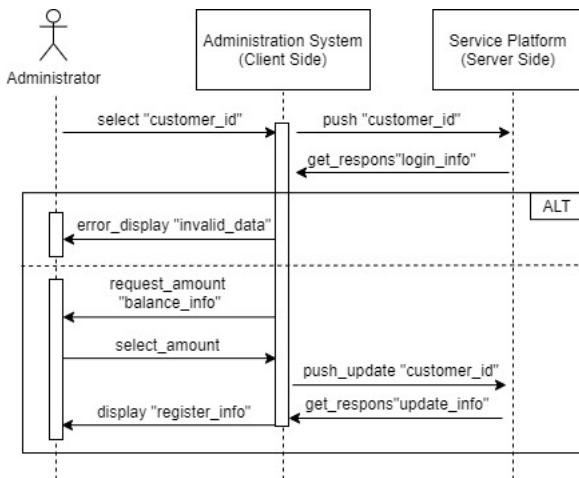 Administrator
Administration System
(Client Side)
Service Platform
(Server Side)
select "customer_id"
push "customer_id"
get_respons"login_info"
ALT
error_display "invalid_data"
request_amount
"balance_info"
select_amount
push_update "customer_id"
get_respons"update_info"
display "register_info"